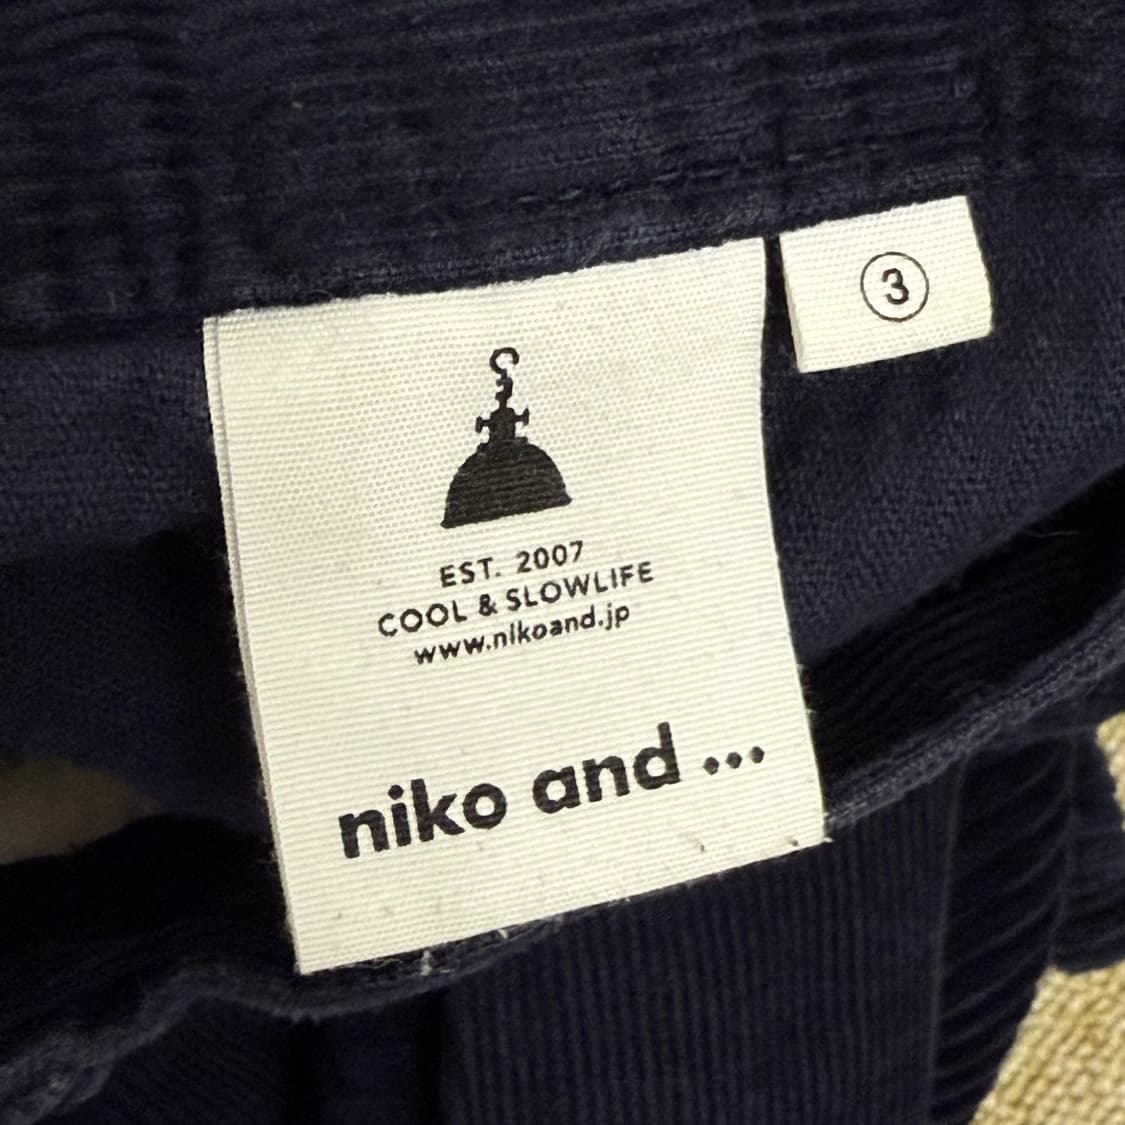 ③
EST. 2007
COOL & SLOWLIFE
www.nikoand.jp
niko and ...